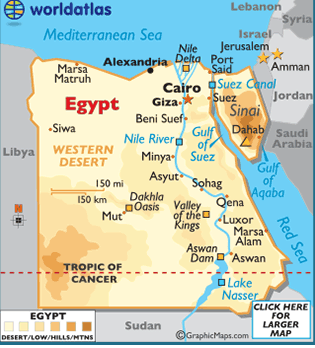 worldatlas
Lebanon
Syria
Mediterranean Sea
Israel
Jerusalem
Nile
Delta
Port
Said
Amman
Marsa
Matruh
Alexandria
Suez Canal
Cairo
Jordan
Giza
Suez
Egypt
Sinai
Siwa
Beni Suef
Dahab
Saudi
Arabia
Nile River
Gulf
of
Suez
Libya
WESTERN
DESERT
Minya
Gulf
of
Aqaba
Asyut
Sohag
150 mi
150 km
Dakhla
Oasis
Qena
Mut
Valley
of the
Kings
Luxor
Red Sea
Marsa
Alam
Aswan
Dam
Aswan
TROPIC OF
CANCER
Lake
Nasser
EGYPT
DESERT/LOW/HILLS/MTNS
Sudan
©GraphicMaps.com
CLICK HERE
FOR
LARGER
MAP